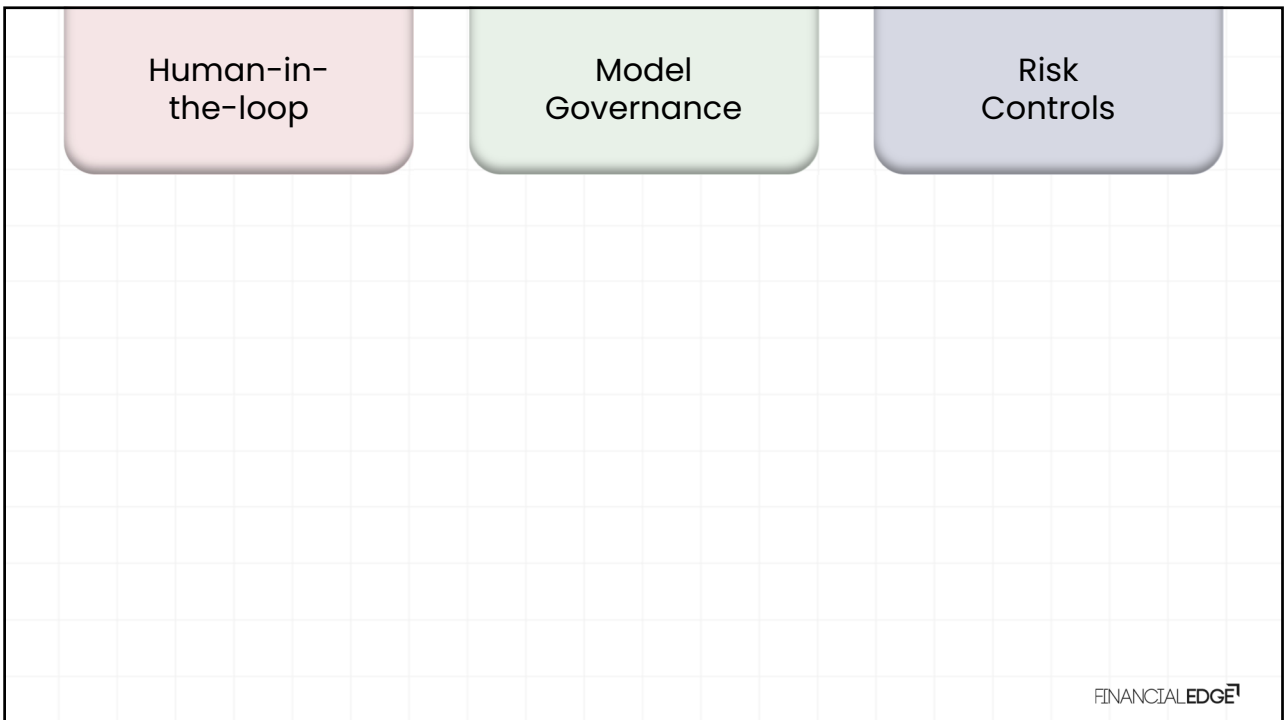 Human-in-
the-loop
Model
Governance
Risk
Controls
FINANCIALEDGE